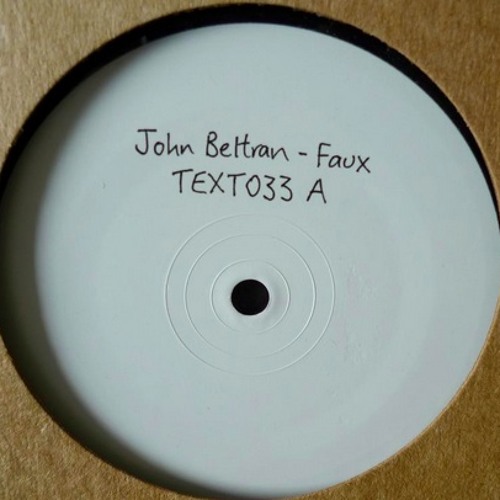 John Beltran - Faux
TEXT033 A